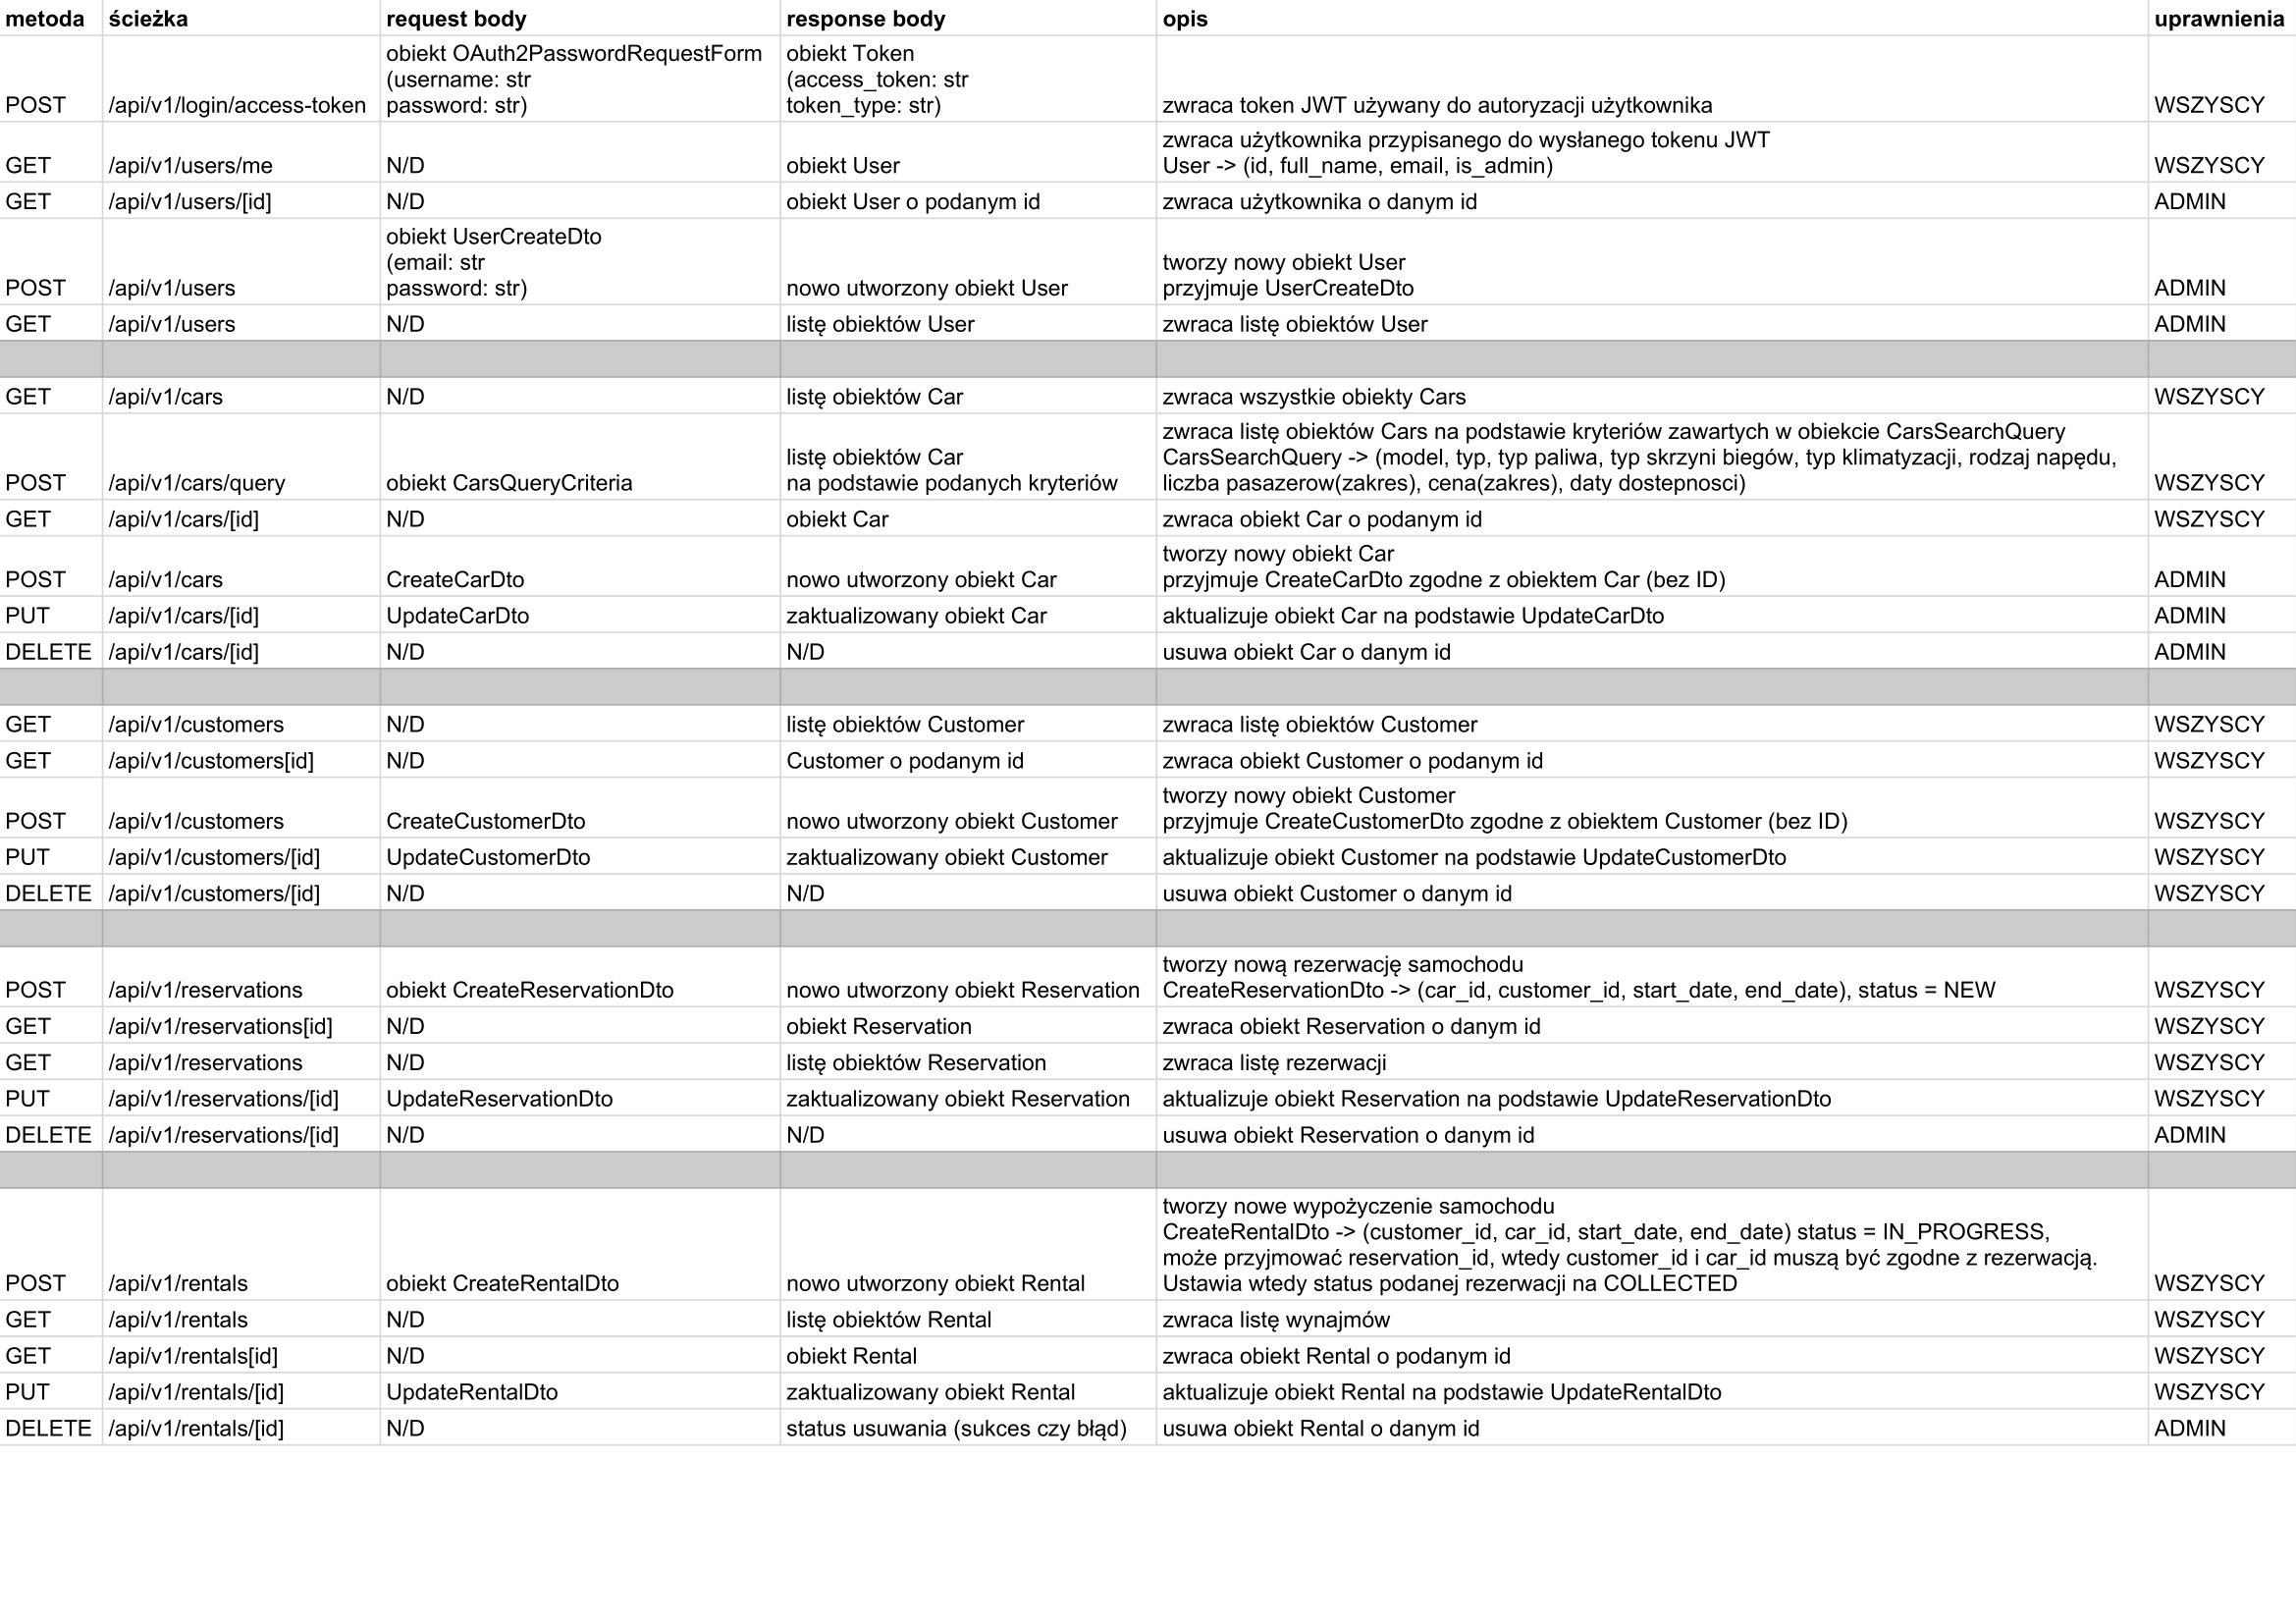 metoda ścieżka request body response body opis uprawnienia
obiekt OAuth2PasswordRequestForm obiekt Token
(username: str (access_token: str
POST /api/v1/login/access-token password: str) token_type: str) zwraca token JWT używany do autoryzacji użytkownika WSZYSCY
zwraca użytkownika przypisanego do wysłanego tokenu JWT
GET /api/v1/users/me N/D obiekt User User -> (id, full_name, email, is_admin) WSZYSCY
GET /api/v1/users/[id] N/D obiekt User o podanym id zwraca użytkownika o danym id ADMIN
obiekt UserCreateDto
(email: str tworzy nowy obiekt User
POST /api/v1/users password: str) nowo utworzony obiekt User przyjmuje UserCreateDto ADMIN
GET /api/v1/users N/D listę obiektów User zwraca listę obiektów User ADMIN
GET /api/v1/cars N/D listę obiektów Car zwraca wszystkie obiekty Cars WSZYSCY
zwraca listę obiektów Cars na podstawie kryteriów zawartych w obiekcie CarsSearchQuery
listę obiektów Car CarsSearchQuery -> (model, typ, typ paliwa, typ skrzyni biegów, typ klimatyzacji, rodzaj napędu,
POST /api/v1/cars/query obiekt CarsQueryCriteria na podstawie podanych kryteriów liczba pasazerow(zakres), cena(zakres), daty dostepnosci) WSZYSCY
GET /api/v1/cars/[id] N/D obiekt Car zwraca obiekt Car o podanym id WSZYSCY
tworzy nowy obiekt Car
POST /api/v1/cars CreateCarDto nowo utworzony obiekt Car przyjmuje CreateCarDto zgodne z obiektem Car (bez ID) ADMIN
PUT /api/v1/cars/[id] UpdateCarDto zaktualizowany obiekt Car aktualizuje obiekt Car na podstawie UpdateCarDto ADMIN
DELETE /api/v1/cars/[id] N/D N/D usuwa obiekt Car o danym id ADMIN
GET /api/v1/customers N/D listę obiektów Customer zwraca listę obiektów Customer WSZYSCY
GET /api/v1/customers[id] N/D Customer o podanym id zwraca obiekt Customer o podanym id WSZYSCY
tworzy nowy obiekt Customer
POST /api/v1/customers CreateCustomerDto nowo utworzony obiekt Customer przyjmuje CreateCustomerDto zgodne z obiektem Customer (bez ID) WSZYSCY
PUT /api/v1/customers/[id] UpdateCustomerDto zaktualizowany obiekt Customer aktualizuje obiekt Customer na podstawie UpdateCustomerDto WSZYSCY
DELETE /api/v1/customers/[id] N/D N/D usuwa obiekt Customer o danym id WSZYSCY
tworzy nową rezerwację samochodu
POST /api/v1/reservations obiekt CreateReservationDto nowo utworzony obiekt Reservation CreateReservationDto -> (car_id, customer_id, start_date, end_date), status = NEW WSZYSCY
GET /api/v1/reservations[id] N/D obiekt Reservation zwraca obiekt Reservation o danym id WSZYSCY
GET /api/v1/reservations N/D listę obiektów Reservation zwraca listę rezerwacji WSZYSCY
PUT /api/v1/reservations/[id] UpdateReservationDto zaktualizowany obiekt Reservation aktualizuje obiekt Reservation na podstawie UpdateReservationDto WSZYSCY
DELETE /api/v1/reservations/[id] N/D N/D usuwa obiekt Reservation o danym id ADMIN
tworzy nowe wypożyczenie samochodu
CreateRentalDto -> (customer_id, car_id, start_date, end_date) status = IN_PROGRESS,
może przyjmować reservation_id, wtedy customer_id i car_id muszą być zgodne z rezerwacją.
POST /api/v1/rentals obiekt CreateRentalDto nowo utworzony obiekt Rental Ustawia wtedy status podanej rezerwacji na COLLECTED WSZYSCY
GET /api/v1/rentals N/D listę obiektów Rental zwraca listę wynajmów WSZYSCY
GET /api/v1/rentals[id] N/D obiekt Rental zwraca obiekt Rental o podanym id WSZYSCY
PUT /api/v1/rentals/[id] UpdateRentalDto zaktualizowany obiekt Rental aktualizuje obiekt Rental na podstawie UpdateRentalDto WSZYSCY
DELETE /api/v1/rentals/[id] N/D status usuwania (sukces czy błąd) usuwa obiekt Rental o danym id ADMIN